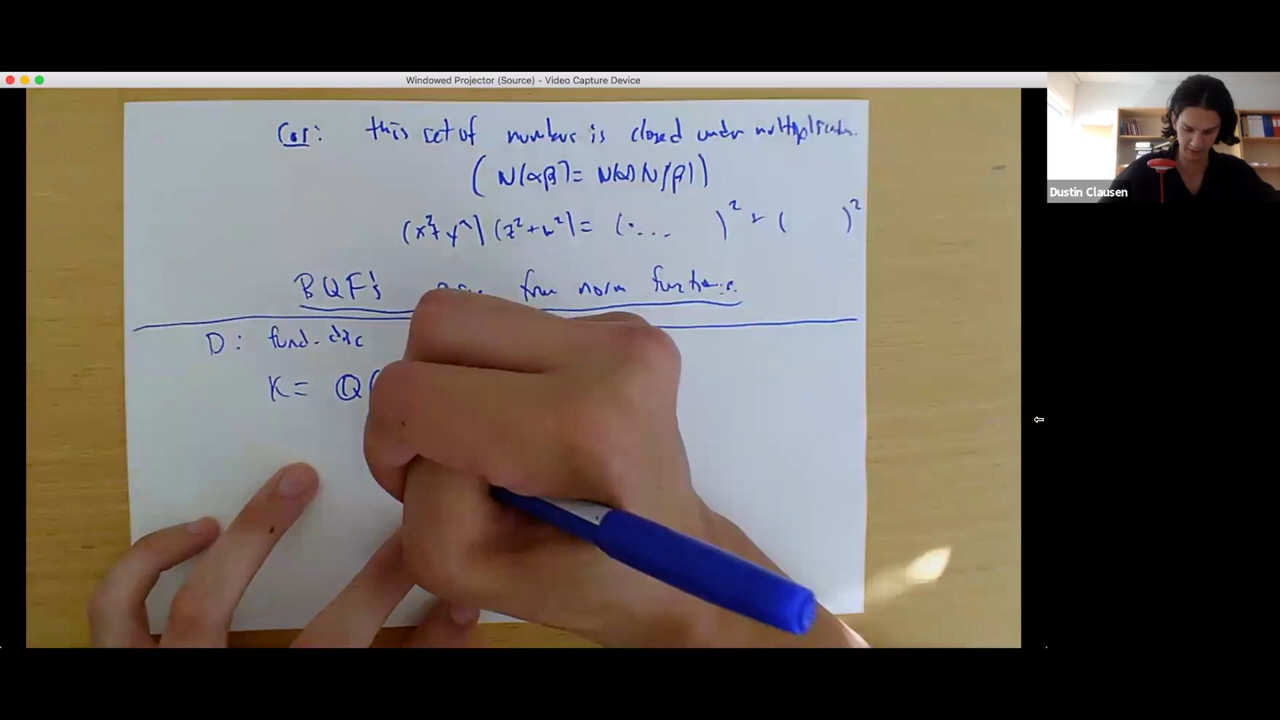 Windowed Projector (Source) - Video Capture Device
Cor: this set of numbers is closed under multiplication.
( N(αβ) = N(α) N(β) )
(x²+y²) (z²+w²) = (.... )² + ( )²
BQF's from norm functions.
D: fund. disc
K= Q(
Dustin Clausen